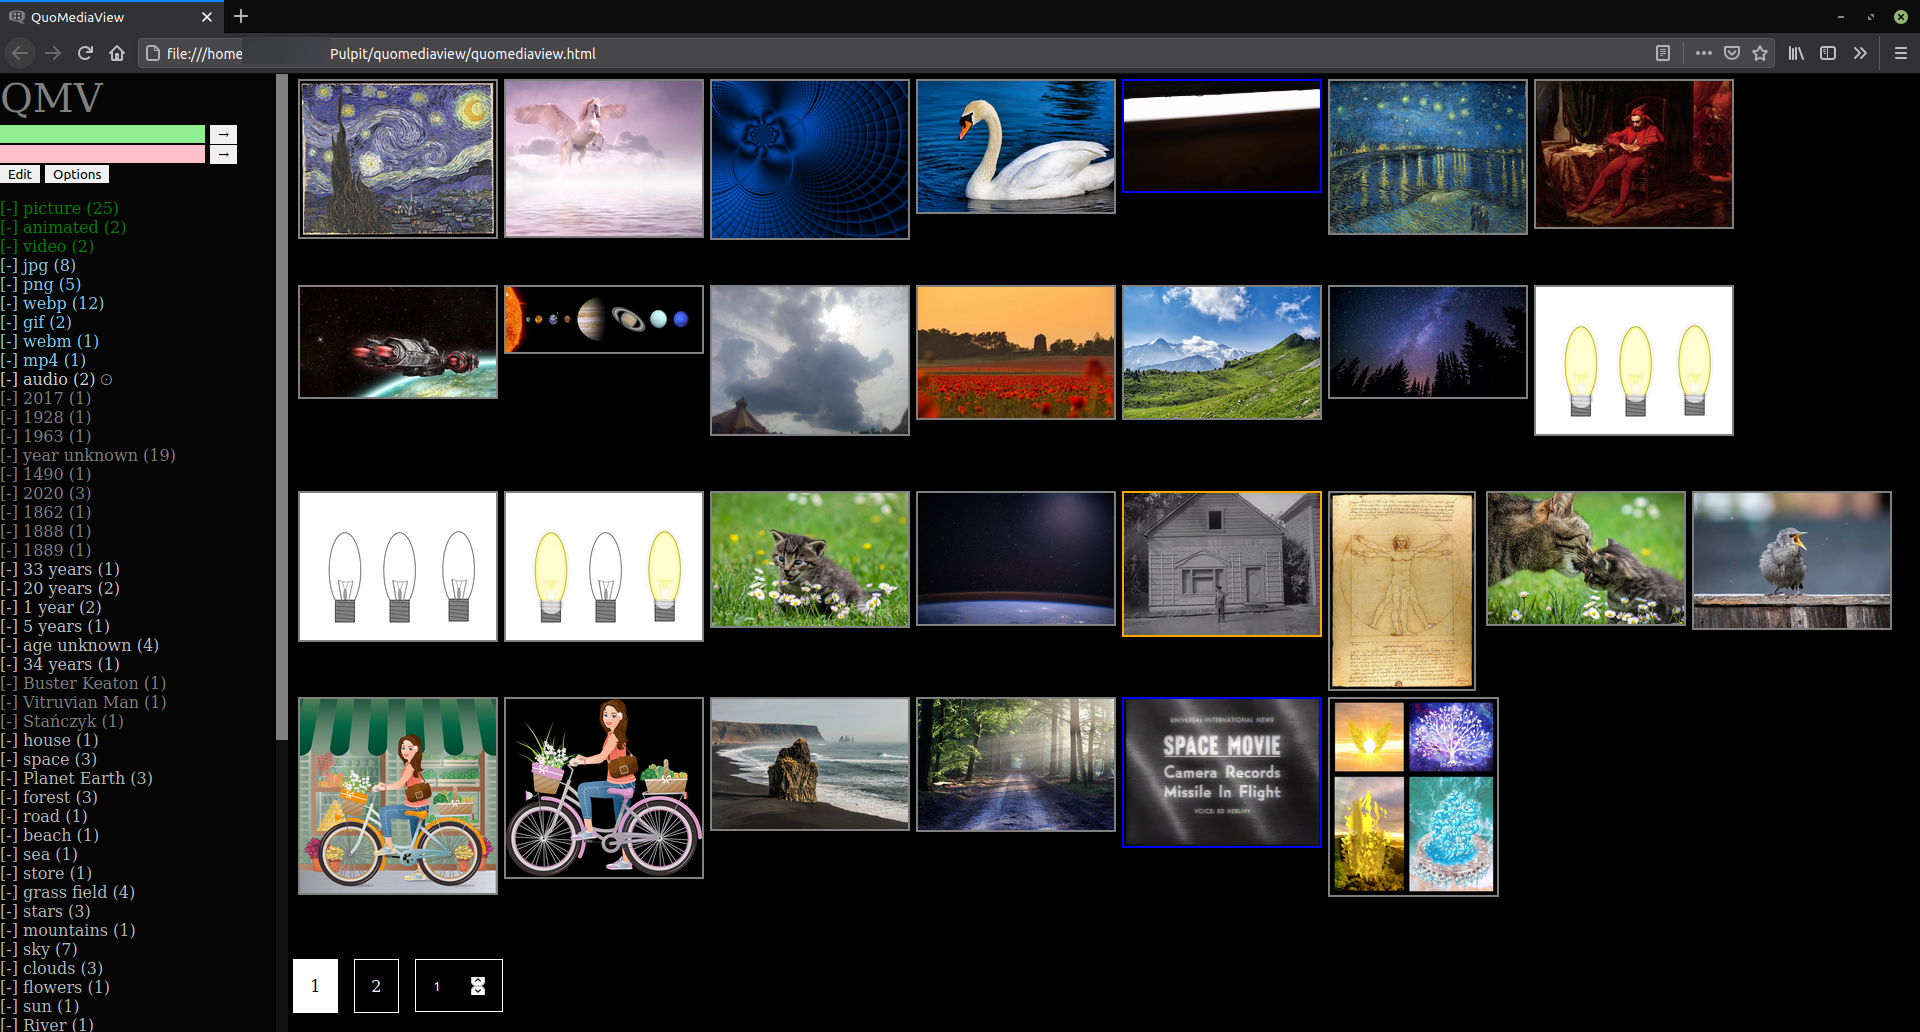 QuoMediaView
file:///home
Pulpit/quomediaview/quomediaview.html
QMV
→
→
Edit Options
[-] picture (25)
[-] animated (2)
[-] video (2)
[-] jpg (8)
[-] png (5)
[-] webp (12)
[-] gif (2)
[-] webm (1)
[-] mp4 (1)
[-] audio (2) ⊙
[-] 2017 (1)
[-] 1928 (1)
[-] 1963 (1)
[-] year unknown (19)
[-] 1490 (1)
[-] 2020 (3)
[-] 1862 (1)
[-] 1888 (1)
[-] 1889 (1)
[-] 33 years (1)
[-] 20 years (2)
[-] 1 year (2)
[-] 5 years (1)
[-] age unknown (4)
[-] 34 years (1)
[-] Buster Keaton (1)
[-] Vitruvian Man (1)
[-] Stańczyk (1)
[-] house (1)
[-] space (3)
[-] Planet Earth (3)
[-] forest (3)
[-] road (1)
[-] beach (1)
[-] sea (1)
[-] store (1)
[-] grass field (4)
[-] stars (3)
[-] mountains (1)
[-] sky (7)
[-] clouds (3)
[-] flowers (1)
[-] sun (1)
[-] River (1)
UNIVERSAL-INTERNATIONAL NEWS
SPACE MOVIE
Camera Records
Missile In Flight
VOICE: ED HERLIHY
1 2 1